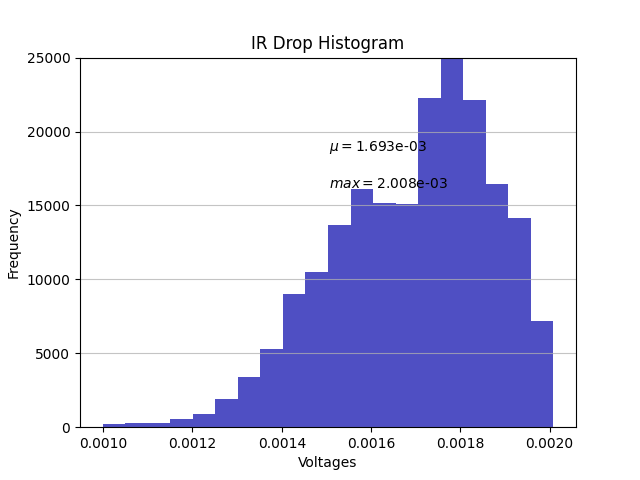 IR Drop Histogram
25000
20000
15000
10000
5000
0
Frequency
μ = 1.693e-03
max = 2.008e-03
0.0010 0.0012 0.0014 0.0016 0.0018 0.0020
Voltages